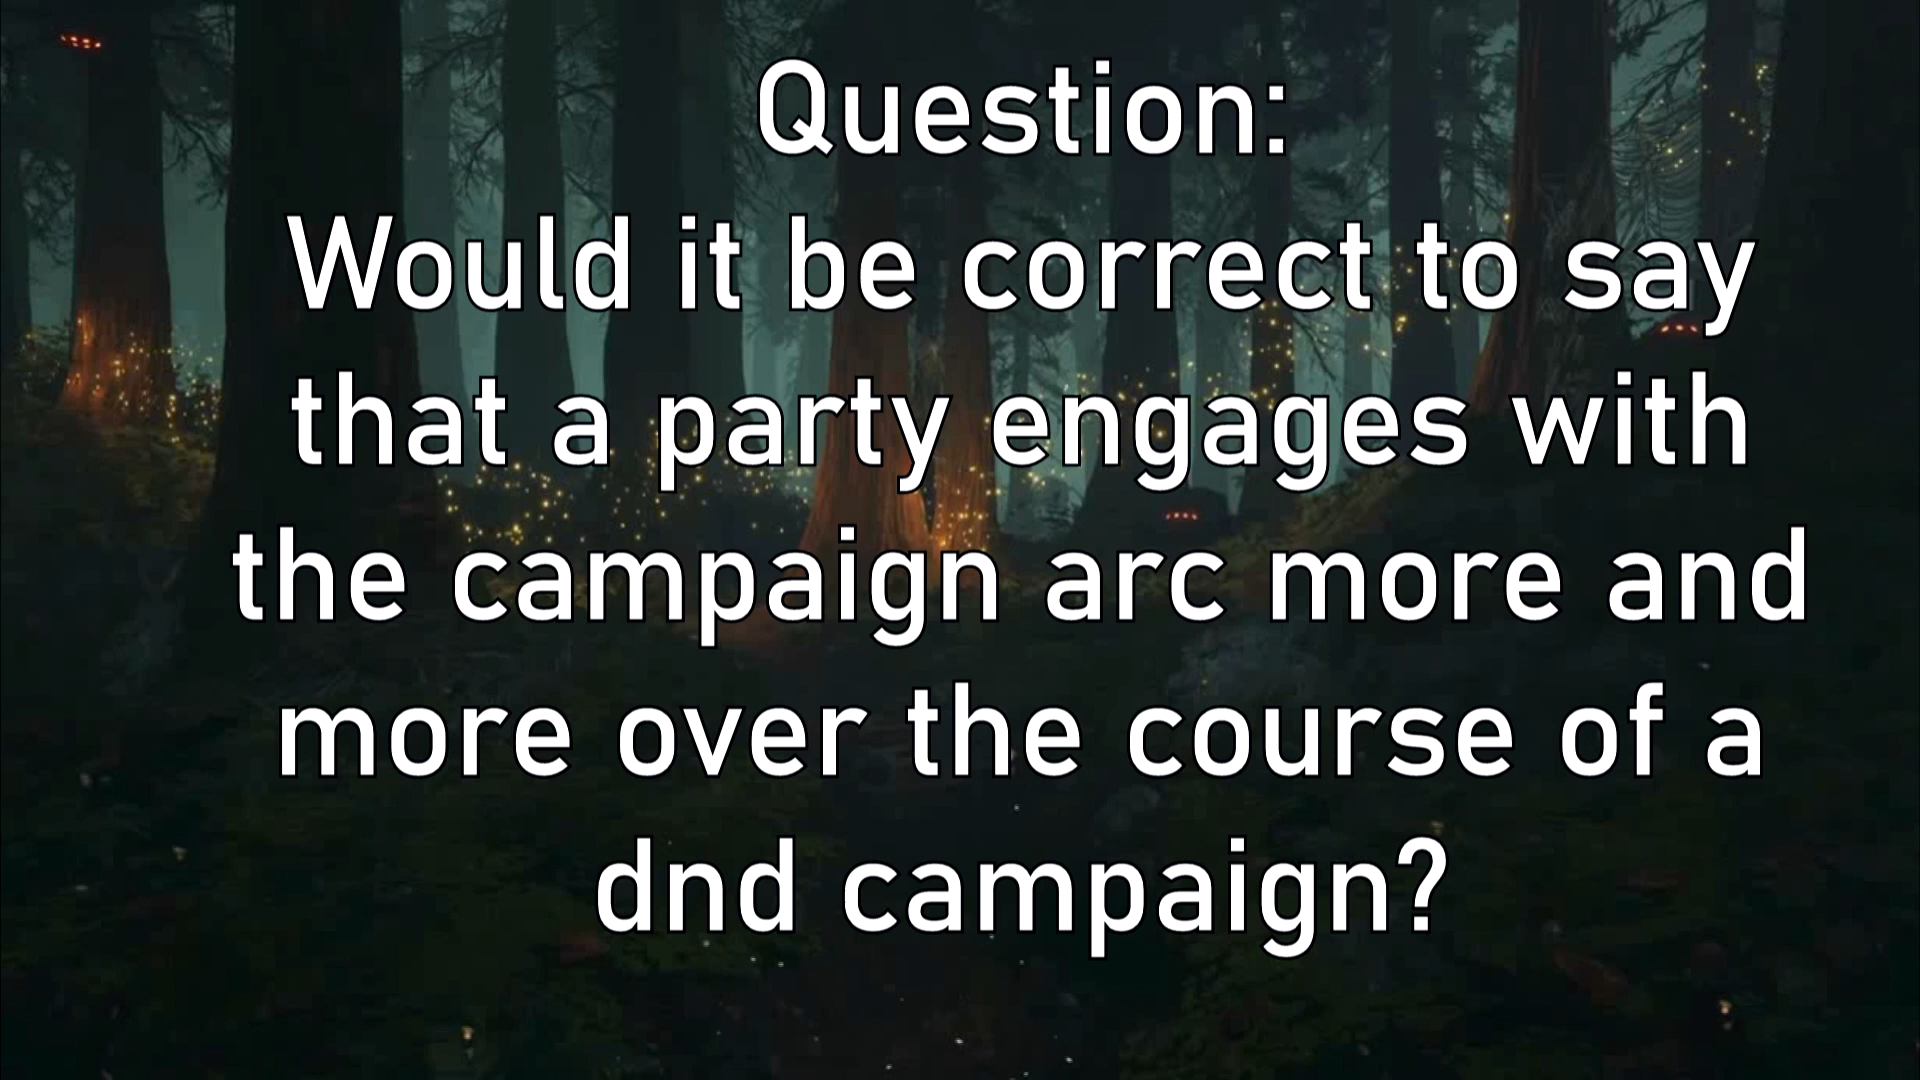 Question:
Would it be correct to say
that a party engages with
the campaign arc more and
more over the course of a
dnd campaign?